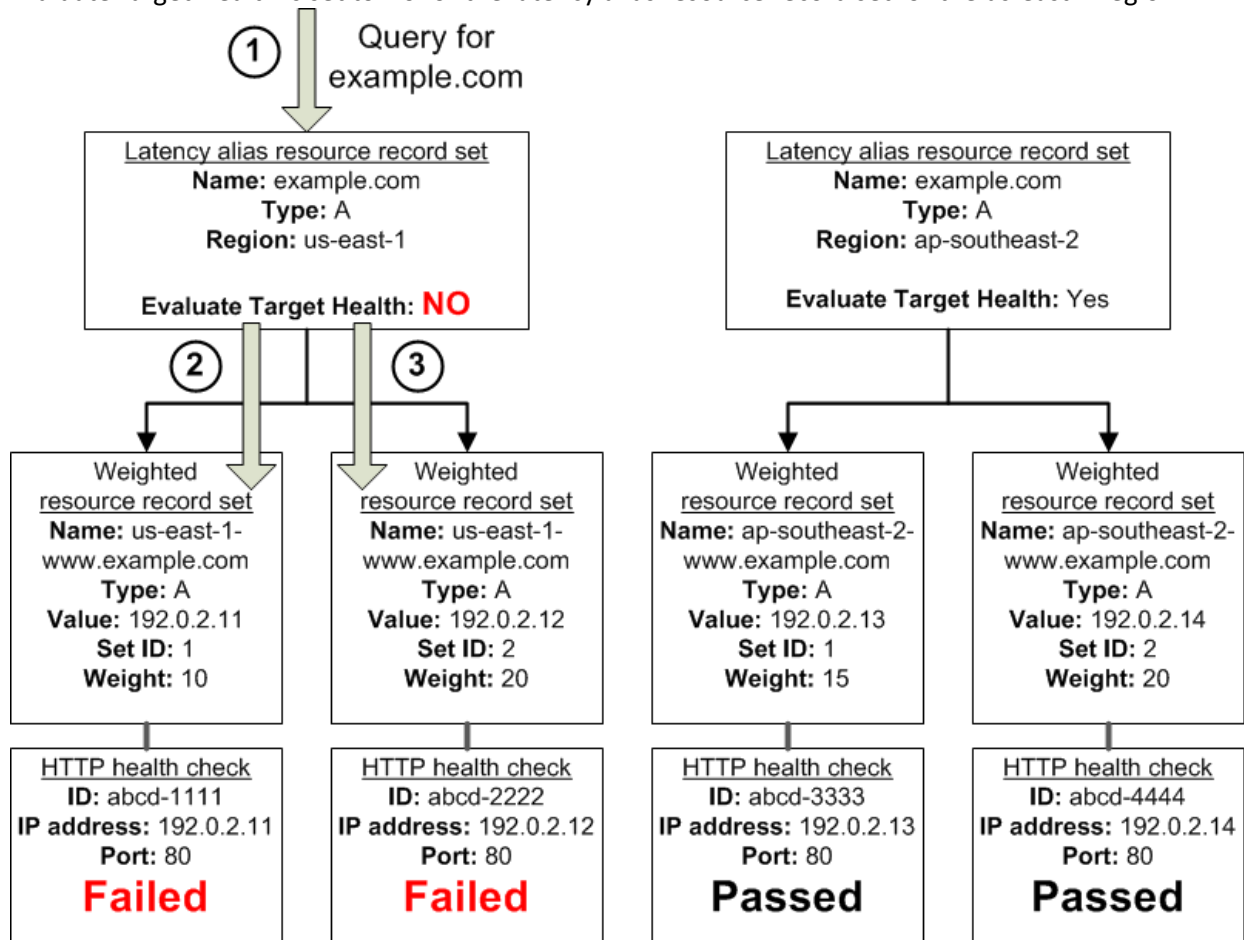 1
Query for
example.com
Latency alias resource record set
Name: example.com
Type: A
Region: us-east-1
Evaluate Target Health: NO
Latency alias resource record set
Name: example.com
Type: A
Region: ap-southeast-2
Evaluate Target Health: Yes
2
3
Weighted
resource record set
Name: us-east-1-
www.example.com
Type: A
Value: 192.0.2.11
Set ID: 1
Weight: 10
Weighted
resource record set
Name: us-east-1-
www.example.com
Type: A
Value: 192.0.2.12
Set ID: 2
Weight: 20
Weighted
resource record set
Name: ap-southeast-2-
www.example.com
Type: A
Value: 192.0.2.13
Set ID: 1
Weight: 15
Weighted
resource record set
Name: ap-southeast-2-
www.example.com
Type: A
Value: 192.0.2.14
Set ID: 2
Weight: 20
HTTP health check
ID: abcd-1111
IP address: 192.0.2.11
Port: 80
Failed
HTTP health check
ID: abcd-2222
IP address: 192.0.2.12
Port: 80
Failed
HTTP health check
ID: abcd-3333
IP address: 192.0.2.13
Port: 80
Passed
HTTP health check
ID: abcd-4444
IP address: 192.0.2.14
Port: 80
Passed